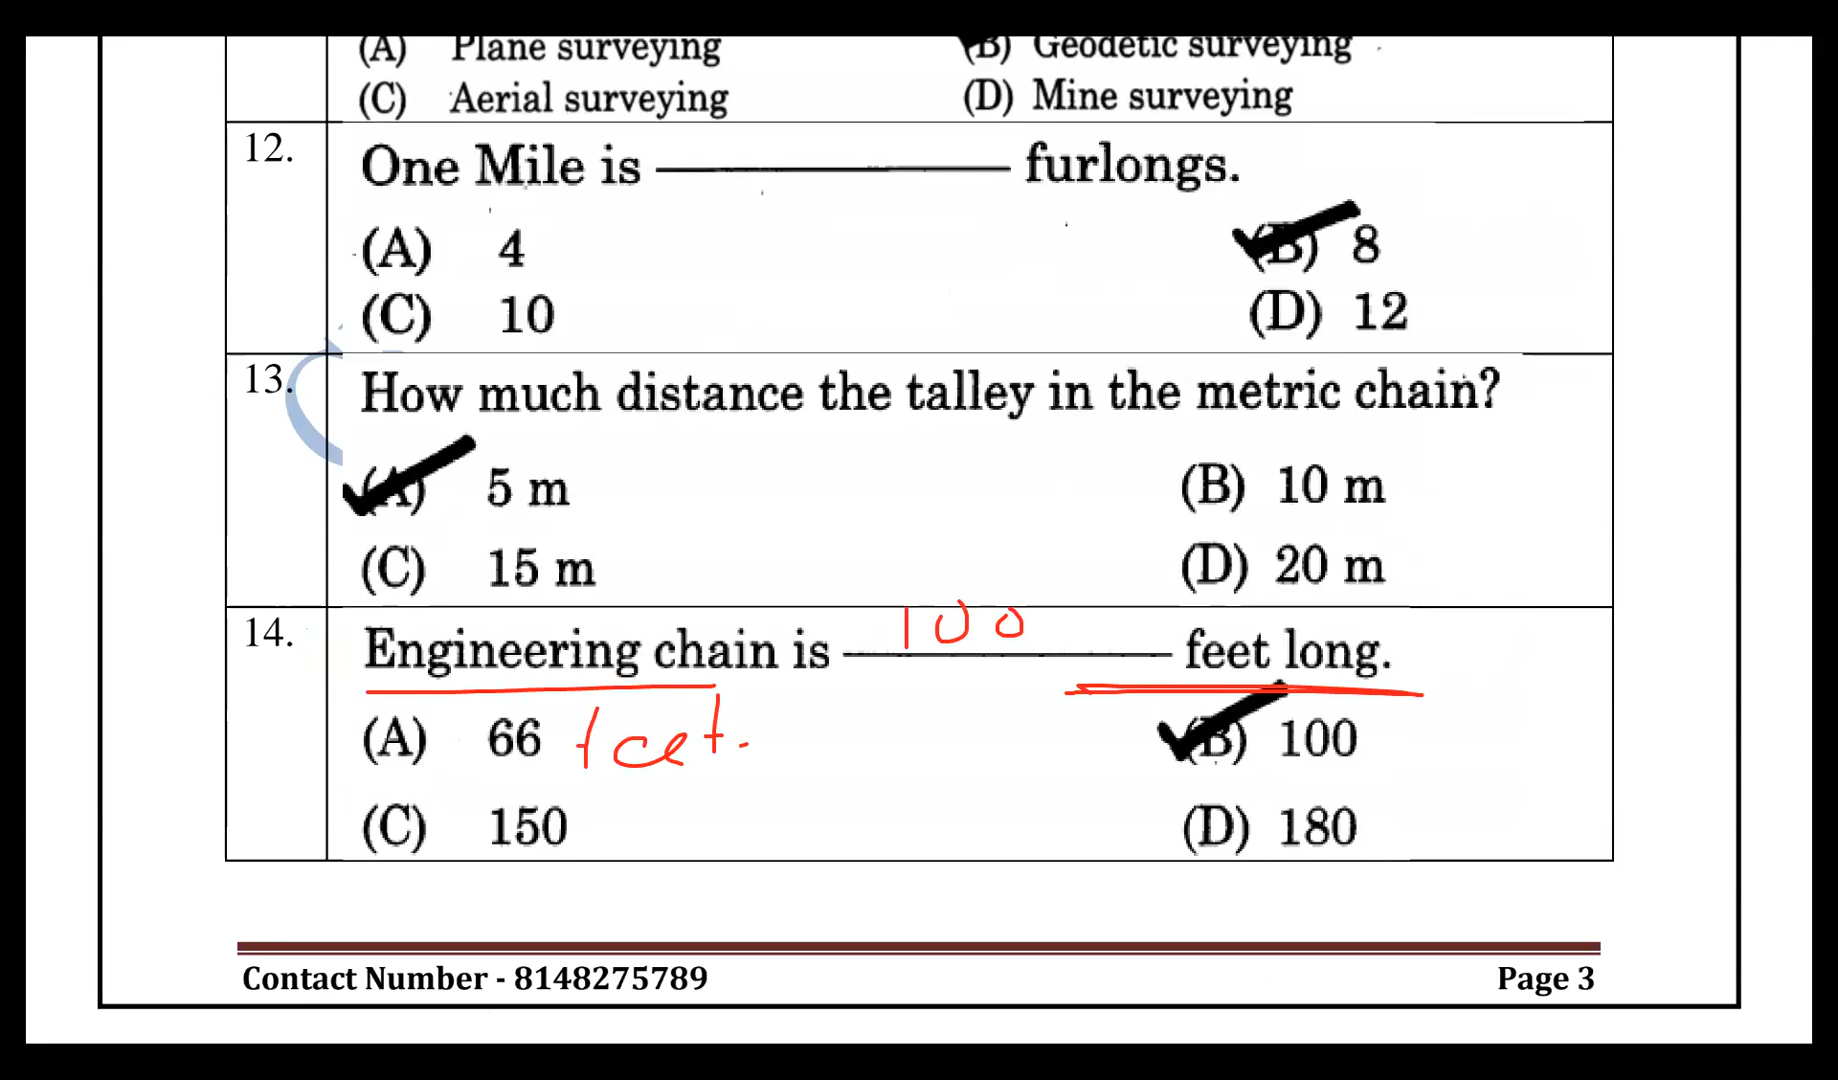 (A) Plane surveying (B) Geodetic surveying
(C) Aerial surveying (D) Mine surveying
12. One Mile is ________ furlongs.
(A) 4 (B) 8
(C) 10 (D) 12
13. How much distance the talley in the metric chain?
(A) 5 m (B) 10 m
(C) 15 m (D) 20 m
14. Engineering chain is 100 feet long.
(A) 66 feet. (B) 100
(C) 150 (D) 180
Contact Number - 8148275789 Page 3